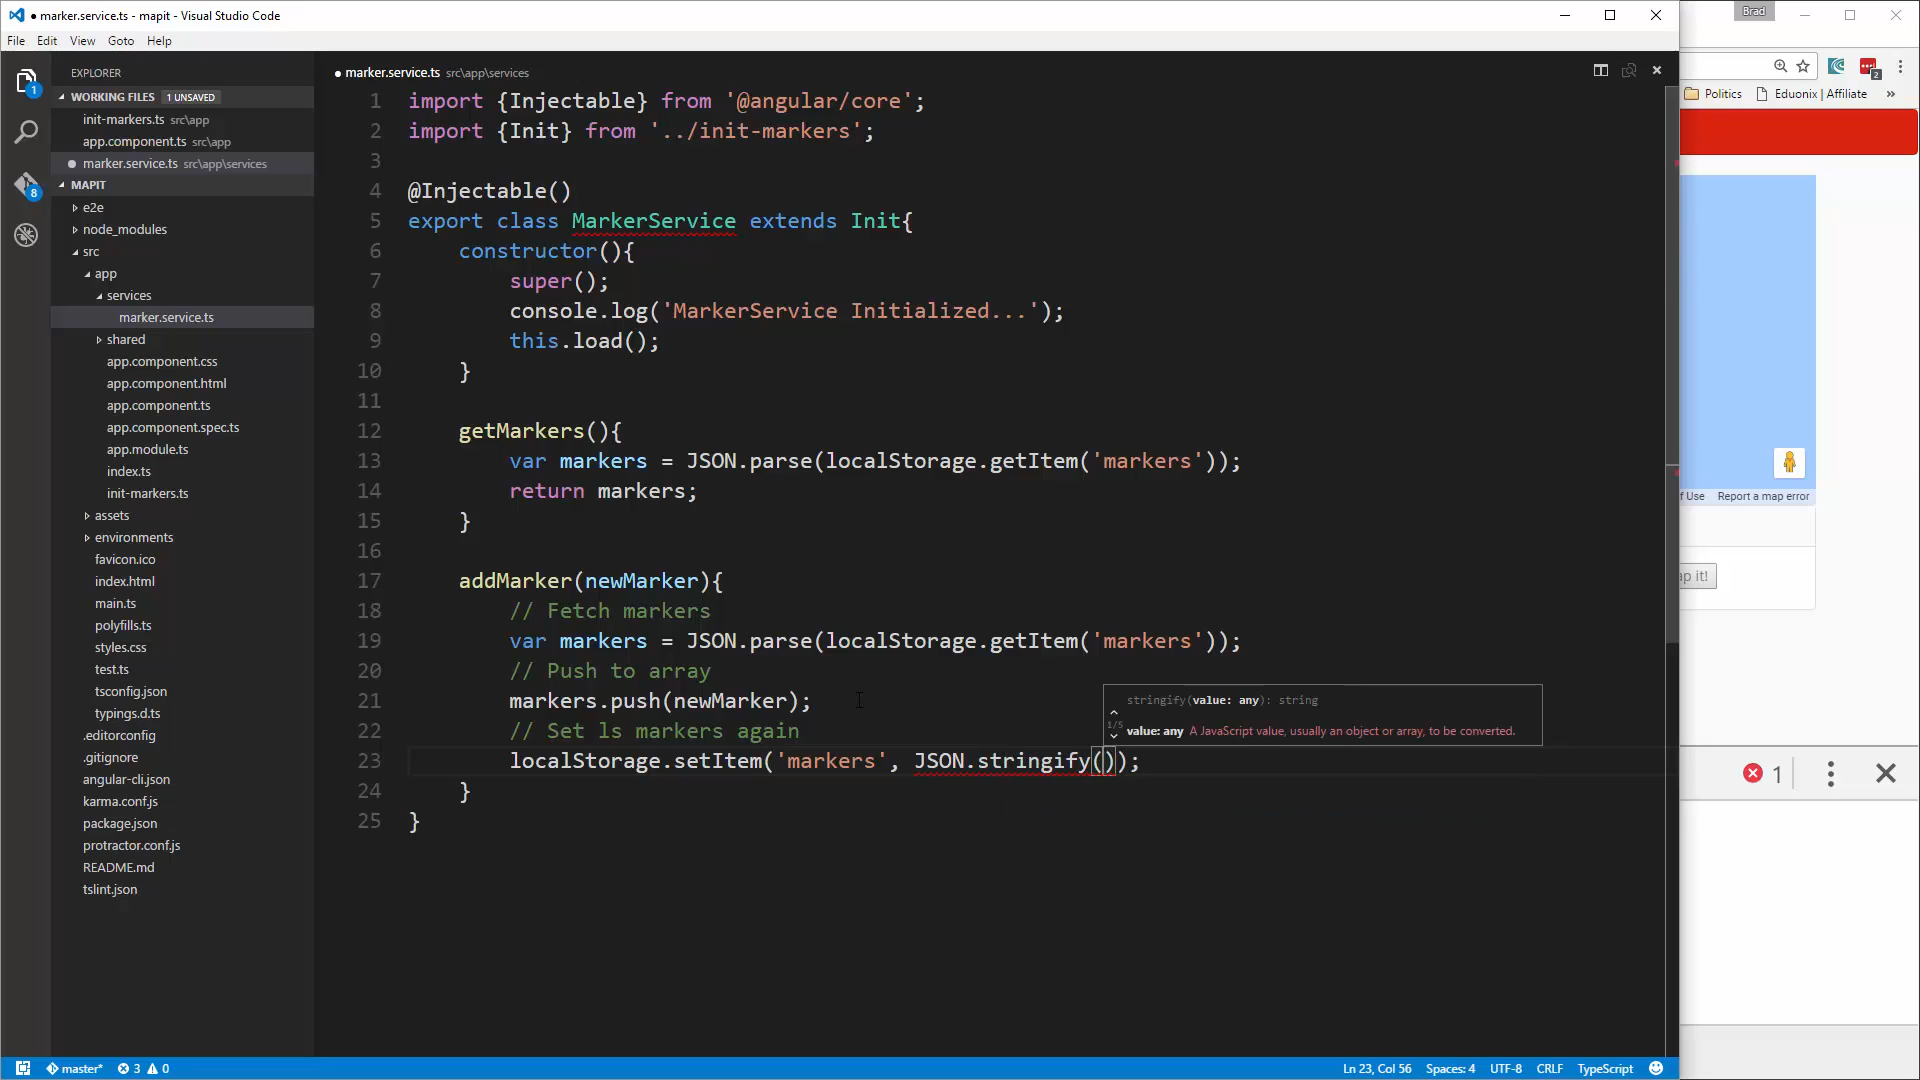 ● marker.service.ts - mapit - Visual Studio Code
Brad
File Edit View Goto Help
EXPLORER
WORKING FILES 1 UNSAVED
init-markers.ts src\app
app.component.ts src\app
marker.service.ts src\app\services
MAPIT
e2e
node_modules
src
app
services
marker.service.ts
shared
app.component.css
app.component.html
app.component.ts
app.component.spec.ts
app.module.ts
index.ts
init-markers.ts
assets
environments
favicon.ico
index.html
main.ts
polyfills.ts
styles.css
test.ts
tsconfig.json
typings.d.ts
.editorconfig
.gitignore
angular-cli.json
karma.conf.js
package.json
protractor.conf.js
README.md
tslint.json
1
8
● marker.service.ts src\app\services
1 import {Injectable} from '@angular/core';
2 import {Init} from '../init-markers';
3
4 @Injectable()
5 export class MarkerService extends Init{
6 constructor(){
7 super();
8 console.log('MarkerService Initialized...');
9 this.load();
10 }
11
12 getMarkers(){
13 var markers = JSON.parse(localStorage.getItem('markers'));
14 return markers;
15 }
16
17 addMarker(newMarker){
18 // Fetch markers
19 var markers = JSON.parse(localStorage.getItem('markers'));
20 // Push to array
21 markers.push(newMarker);
22 // Set ls markers again
23 localStorage.setItem('markers', JSON.stringify());
24 }
25 }
stringify(value: any): string
1/5
value: any A JavaScript value, usually an object or array, to be converted.
2
Politics Eduonix | Affiliate »
f Use Report a map error
ap it!
1
master* 3 0
Ln 23, Col 56 Spaces: 4 UTF-8 CRLF TypeScript